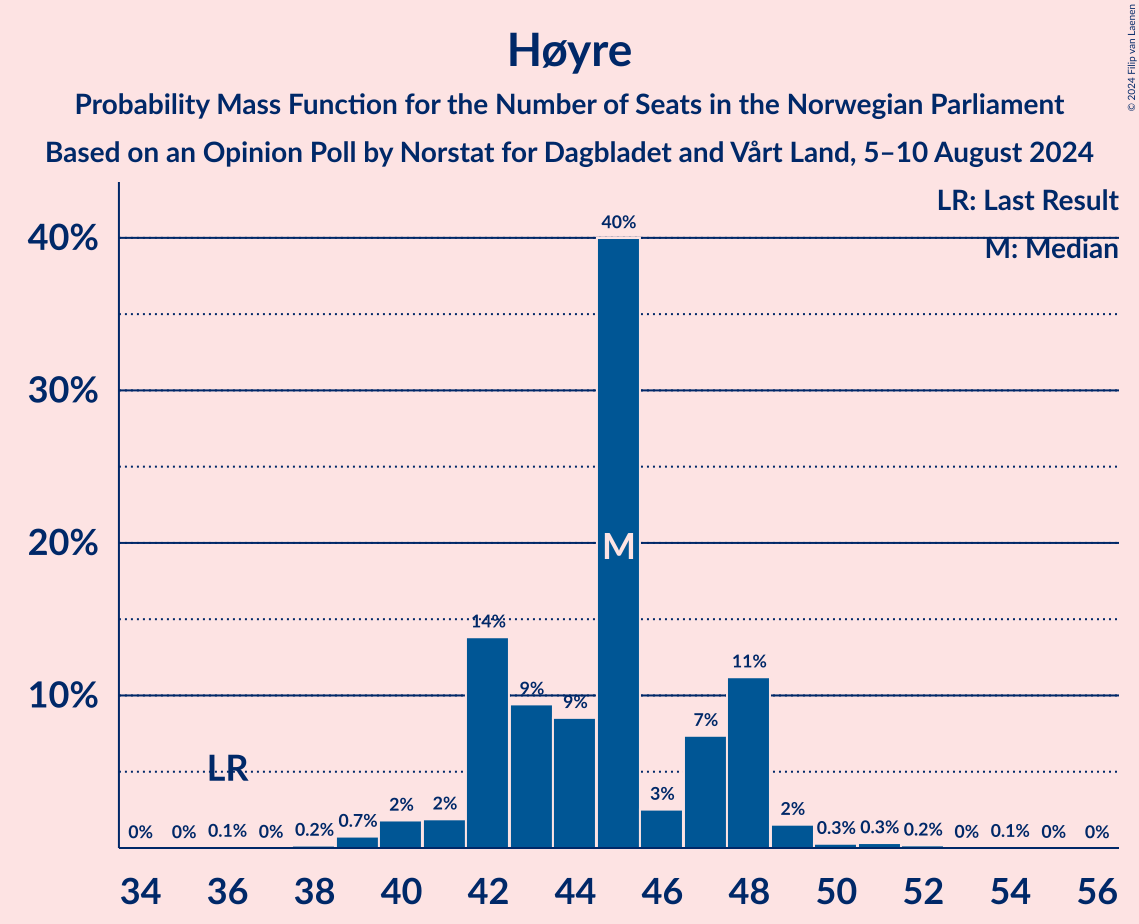 Høyre
Probability Mass Function for the Number of Seats in the Norwegian Parliament
Based on an Opinion Poll by Norstat for Dagbladet and Vårt Land, 5–10 August 2024
© 2024 Filip van Laenen
LR: Last Result
M: Median
40%
30%
20%
10%
0% 0% 0.1% 0% 0.2% 0.7% 2% 2% 14% 9% 9% 40% 3% 7% 11% 2% 0.3% 0.3% 0.2% 0% 0.1% 0% 0%
M
LR
34 36 38 40 42 44 46 48 50 52 54 56